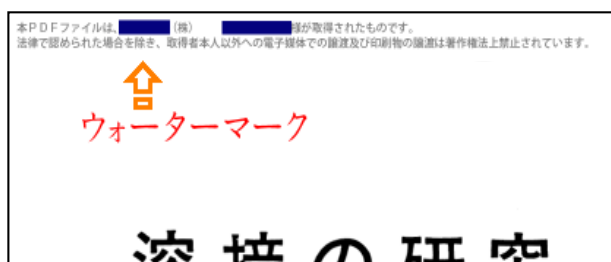 本ＰＤＦファイルは、 (株) 様が取得されたものです。
法律で認められた場合を除き、取得者本人以外への電子媒体での譲渡及び印刷物の譲渡は著作権法上禁止されています。
ウォーターマーク
溶接の研究